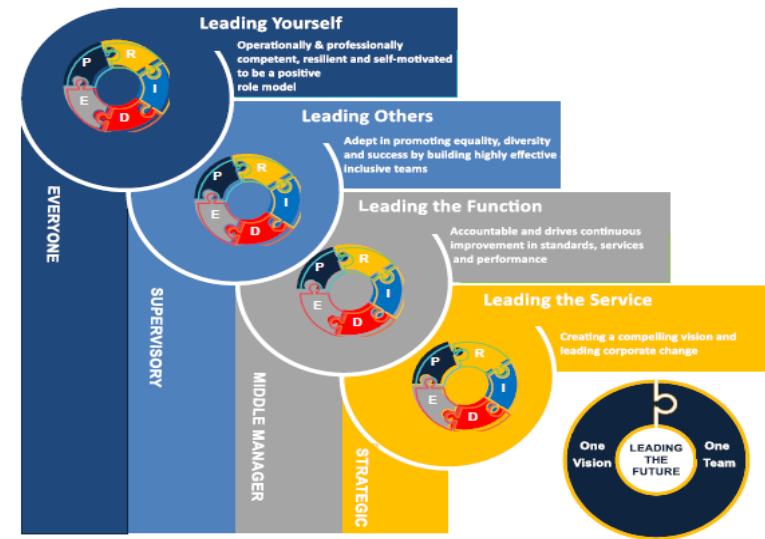 Leading Yourself
Operationally & professionally
competent, resilient and self-motivated
to be a positive
role model
P
R
I
D
E
EVERYONE
Leading Others
Adept in promoting equality, diversity
and success by building highly effective
inclusive teams
P
R
I
D
E
SUPERVISORY
Leading the Function
Accountable and drives continuous
improvement in standards, services
and performance
P
R
I
D
E
MIDDLE MANAGER
Leading the Service
Creating a compelling vision and
leading corporate change
P
R
I
D
E
STRATEGIC
One
Vision
LEADING
THE
FUTURE
One
Team